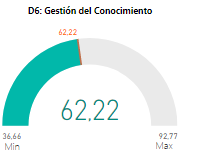 D6: Gestión del Conocimiento
62,22
62,22
36,66
92,77
Min
Max